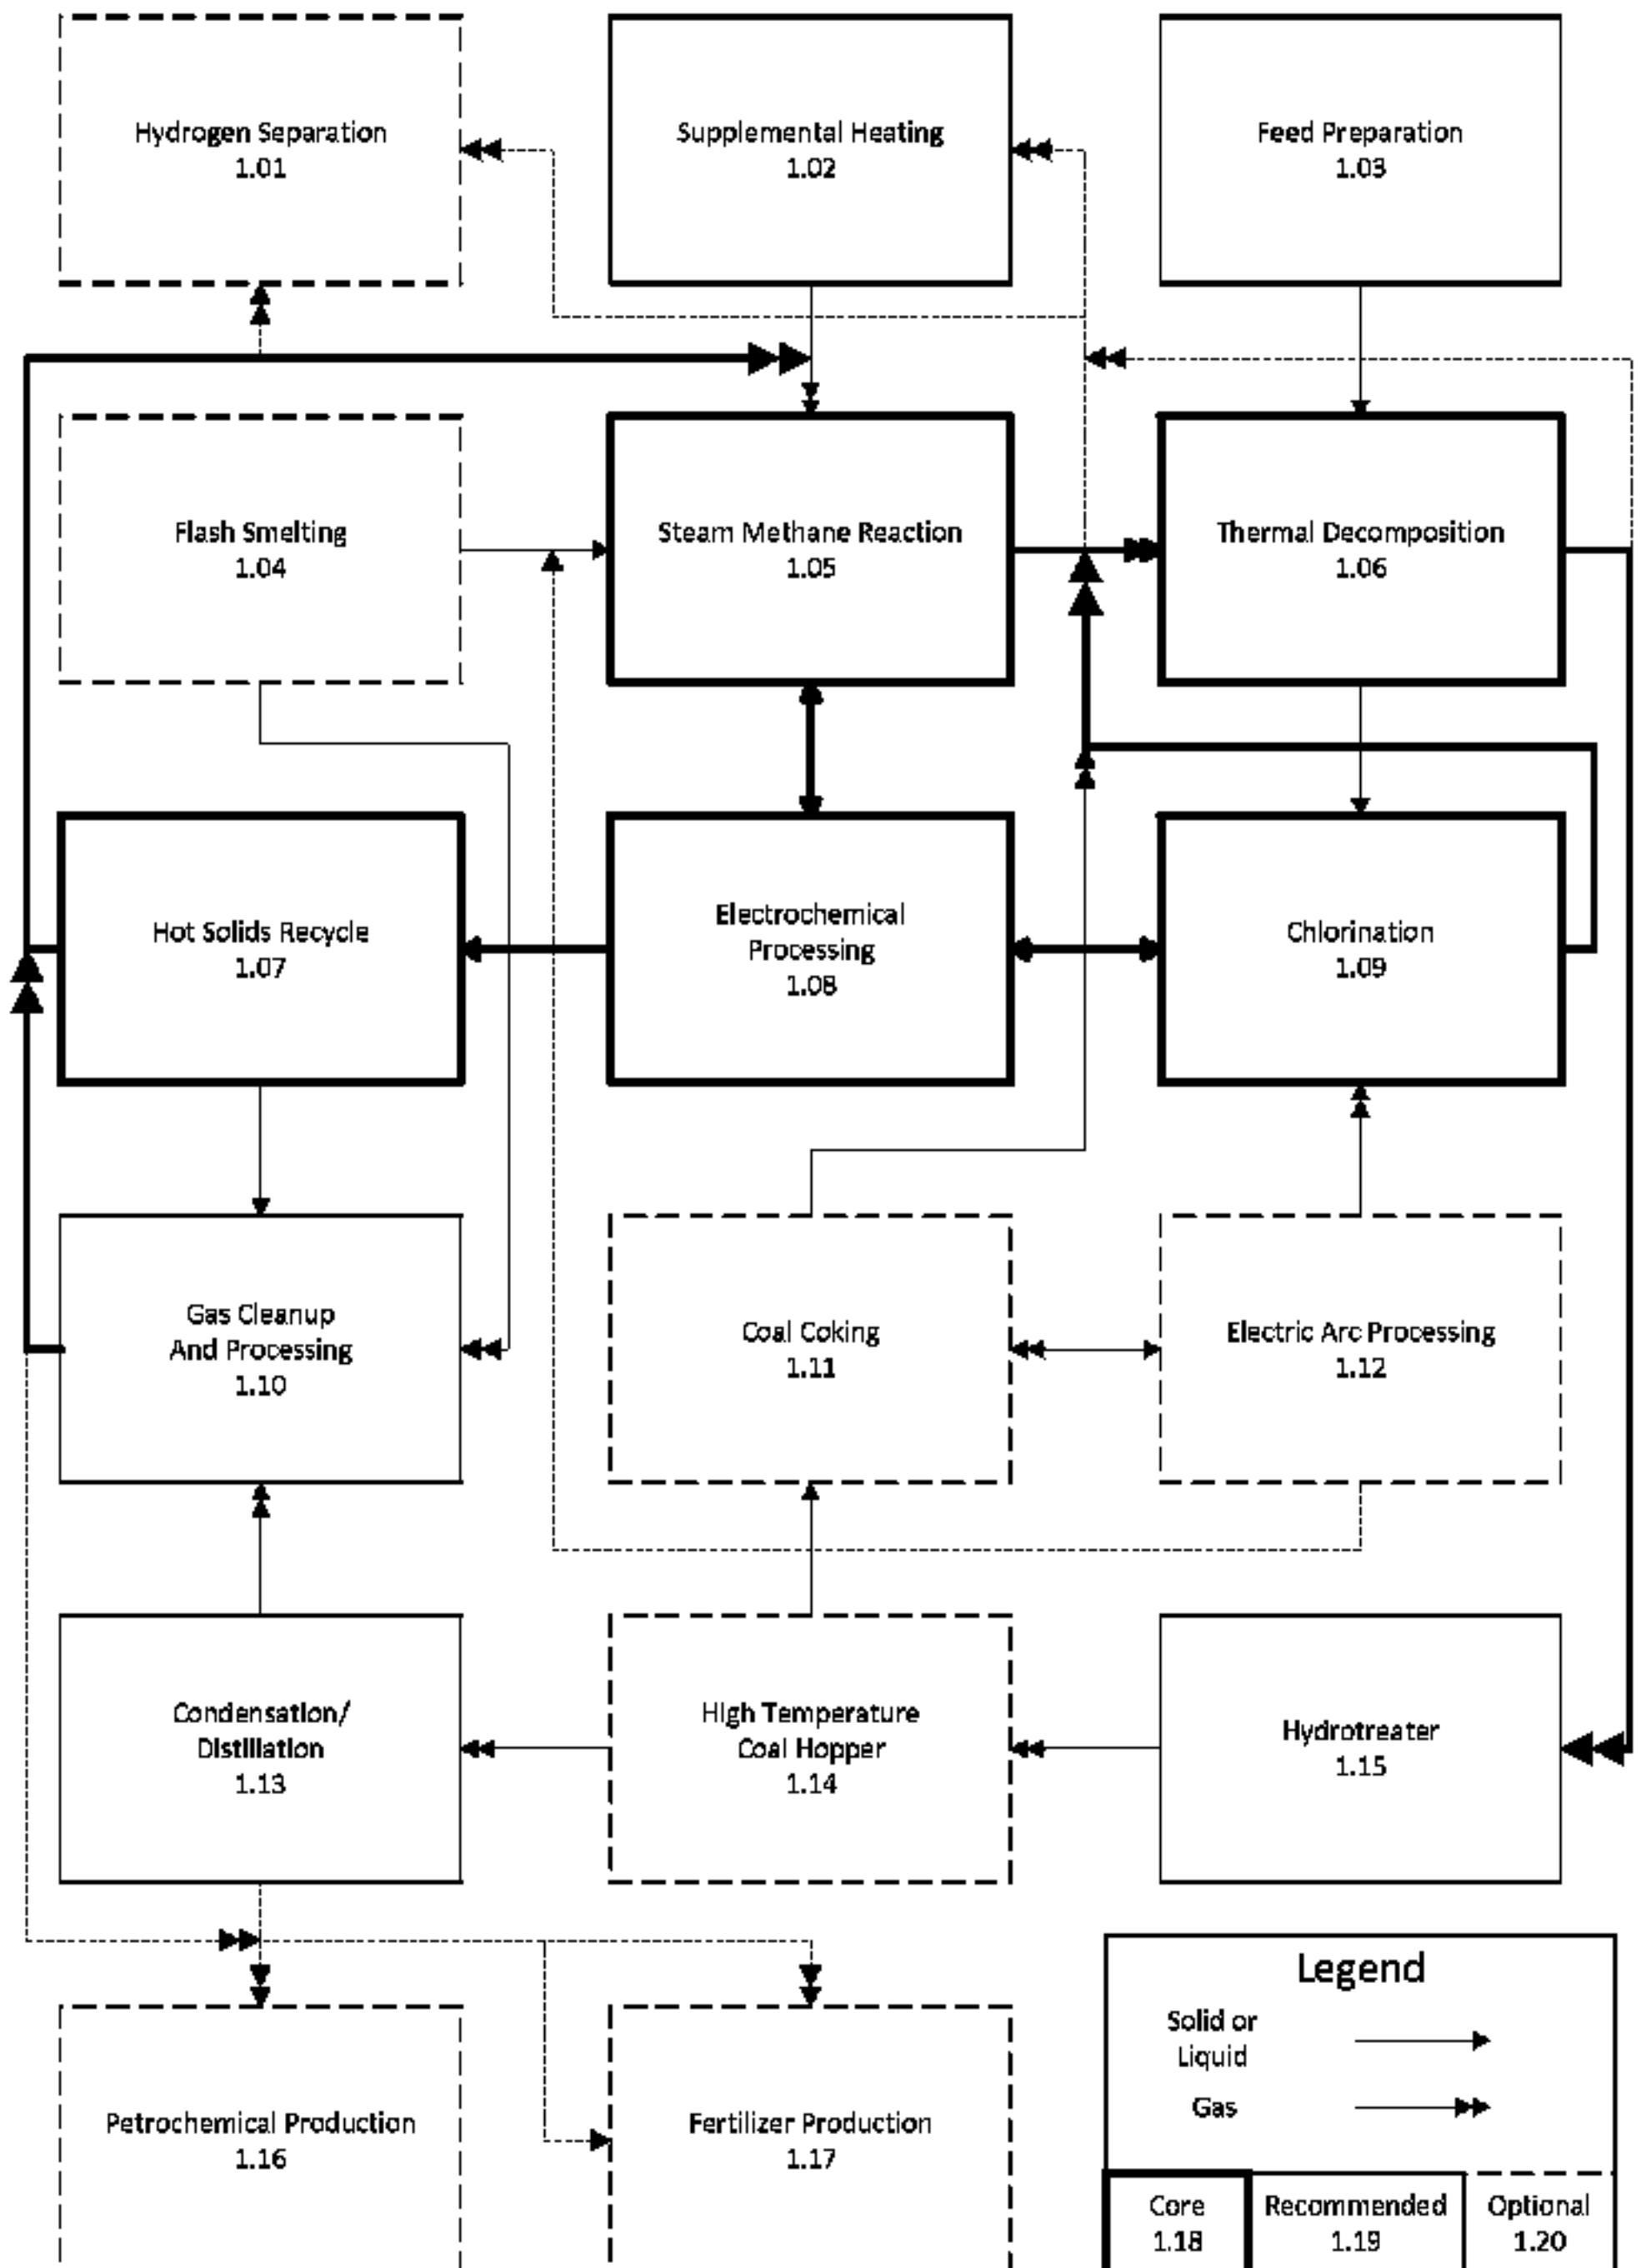 Hydrogen Separation
1.01
Supplemental Heating
1.02
Feed Preparation
1.03
Flash Smelting
1.04
Steam Methane Reaction
1.05
Thermal Decomposition
1.06
Hot Solids Recycle
1.07
Electrochemical
Processing
1.08
Chlorination
1.09
Gas Cleanup
And Processing
1.10
Coal Coking
1.11
Electric Arc Processing
1.12
Condensation/
Distillation
1.13
High Temperature
Coal Hopper
1.14
Hydrotreater
1.15
Petrochemical Production
1.16
Fertilizer Production
1.17
Legend
Solid or
Liquid
Gas
Core
1.18
Recommended
1.19
Optional
1.20